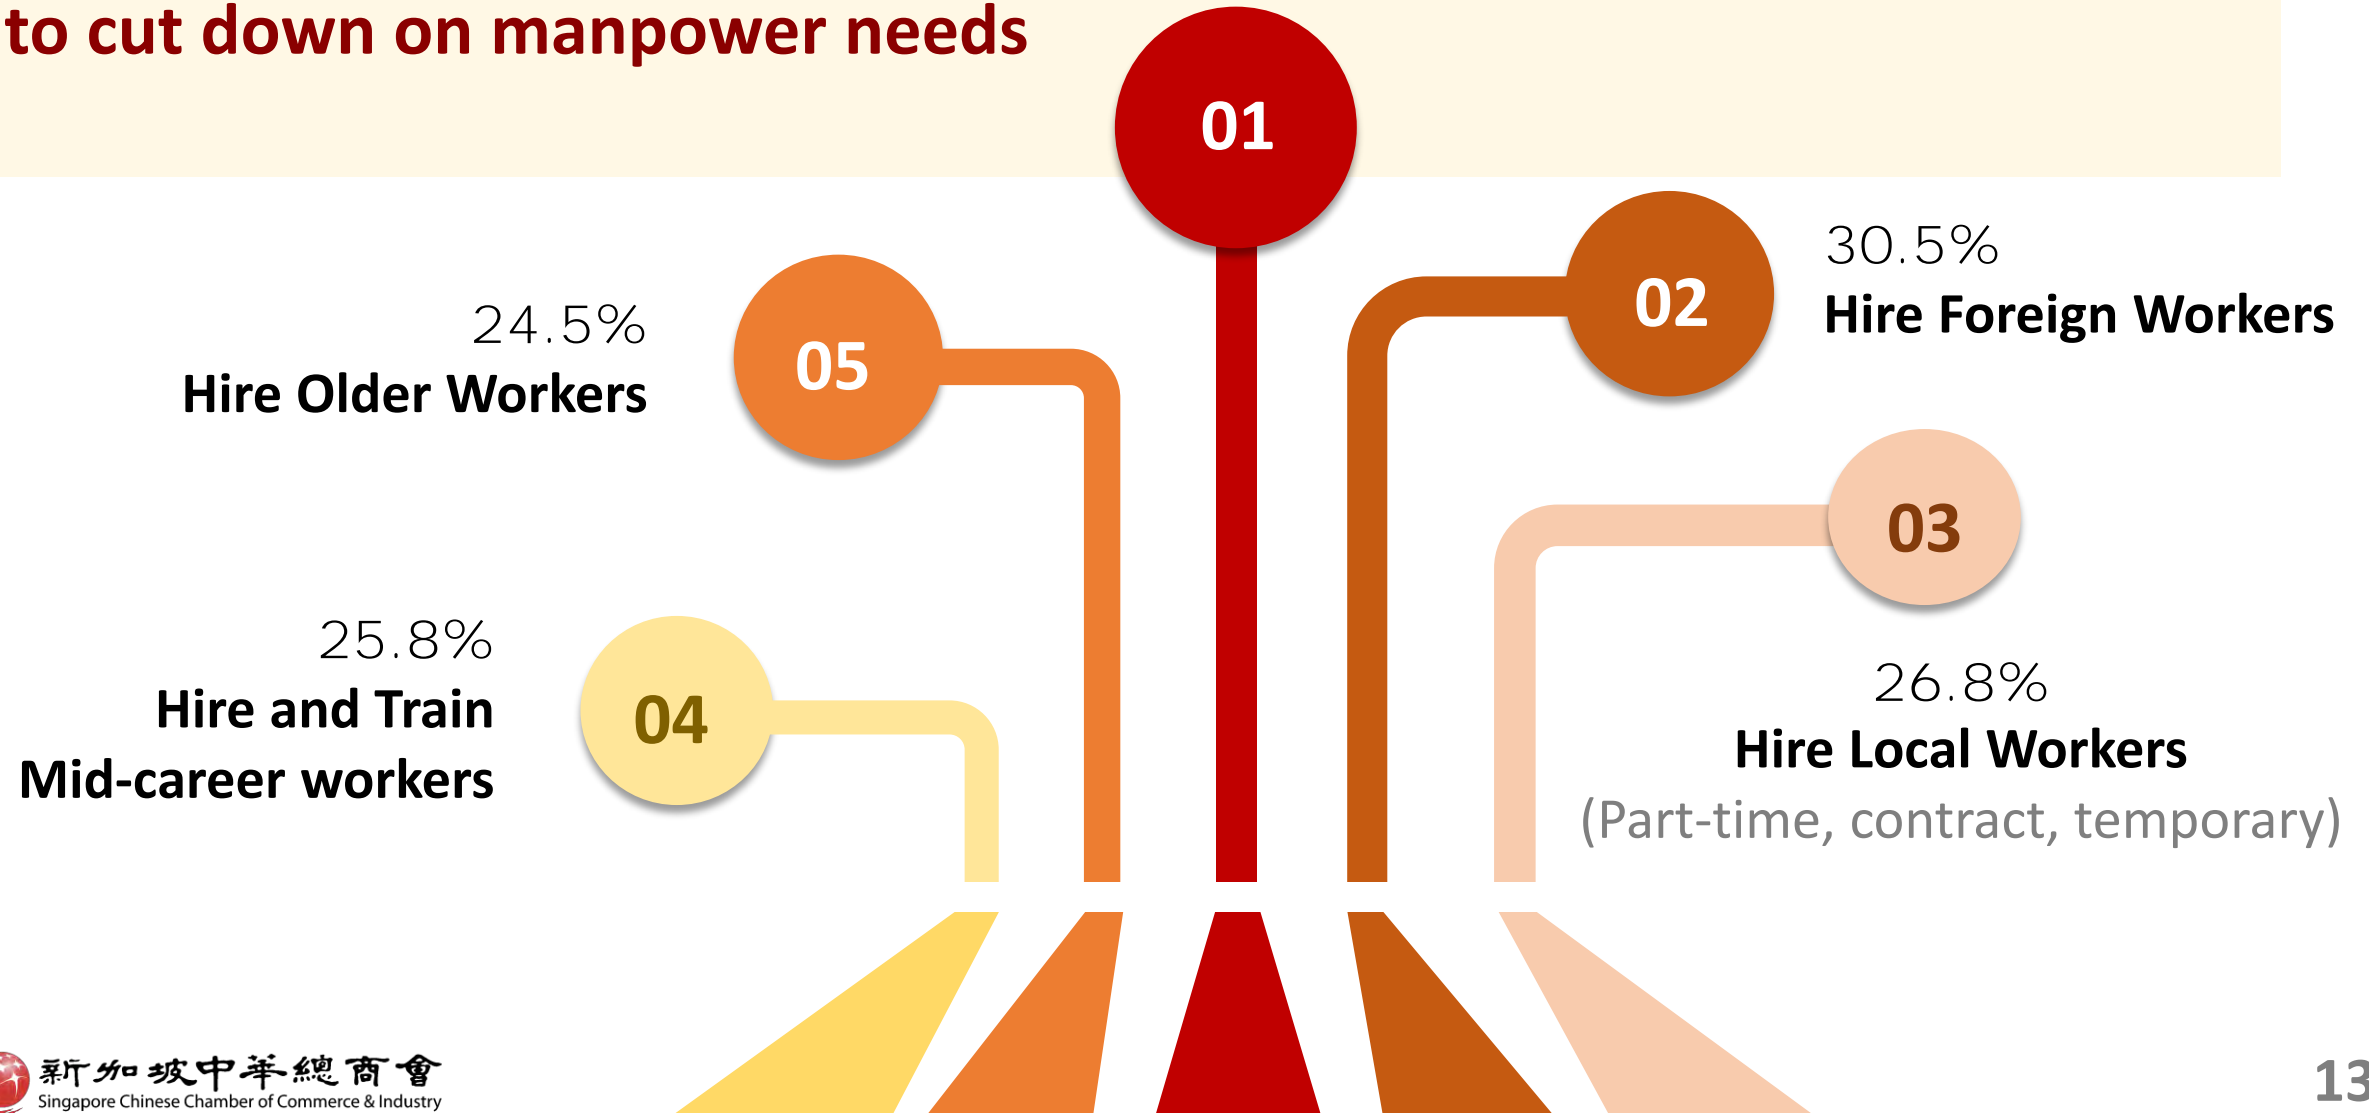 to cut down on manpower needs
01
02
30.5%
Hire Foreign Workers
24.5%
Hire Older Workers
05
03
26.8%
Hire Local Workers
(Part-time, contract, temporary)
25.8%
Hire and Train
Mid-career workers
04
新加坡中華總商會
Singapore Chinese Chamber of Commerce & Industry
13